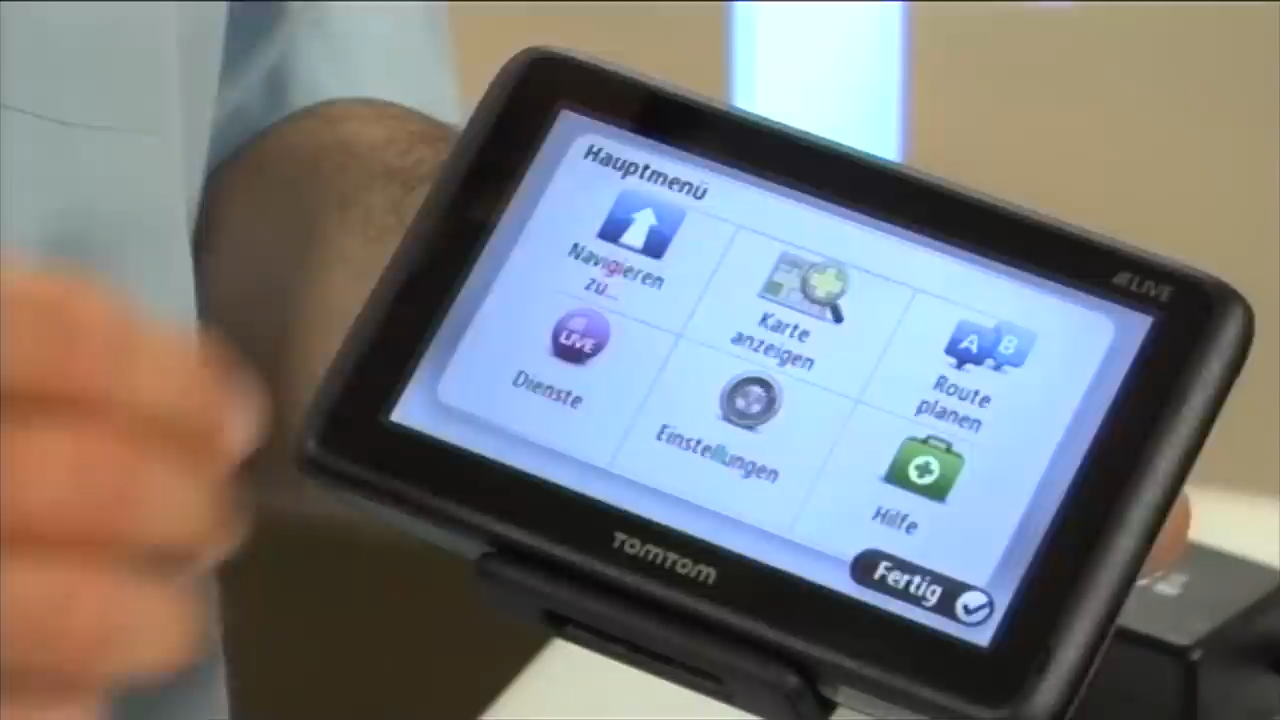 Hauptmenü
LIVE
Navigieren
zu...
Karte
anzeigen
A B
Route
planen
LIVE
Dienste
Einstellungen
Hilfe
Fertig
TOMTOM